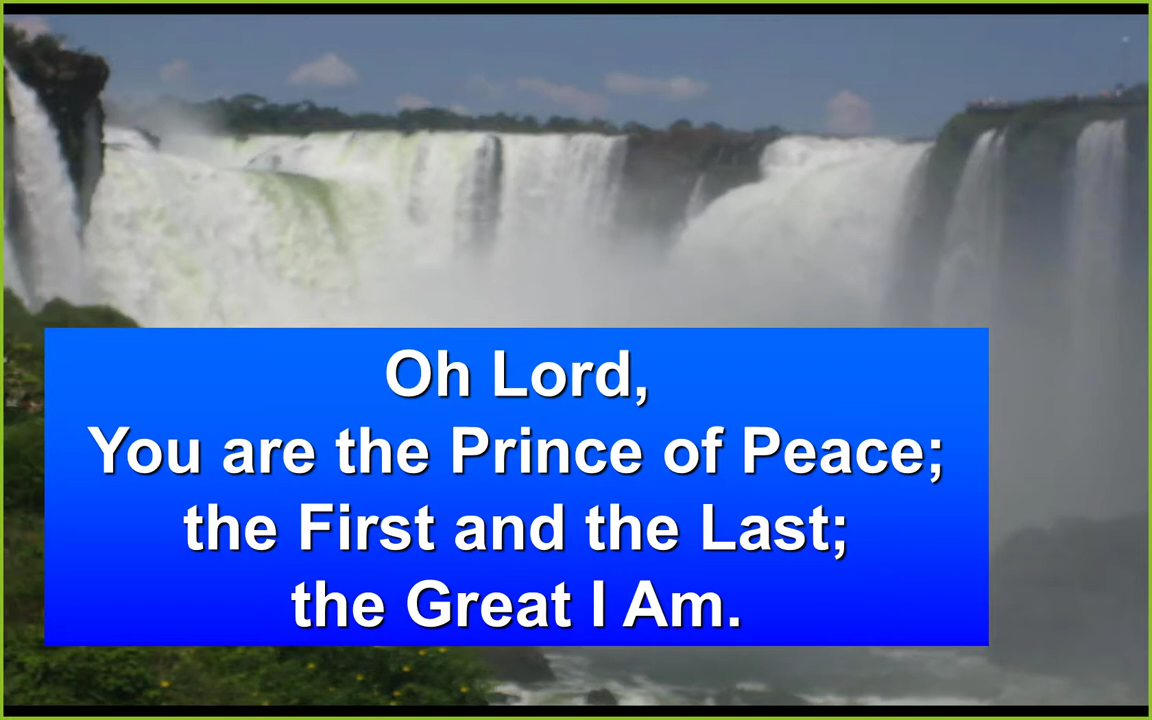 Oh Lord,
You are the Prince of Peace;
the First and the Last;
the Great I Am.